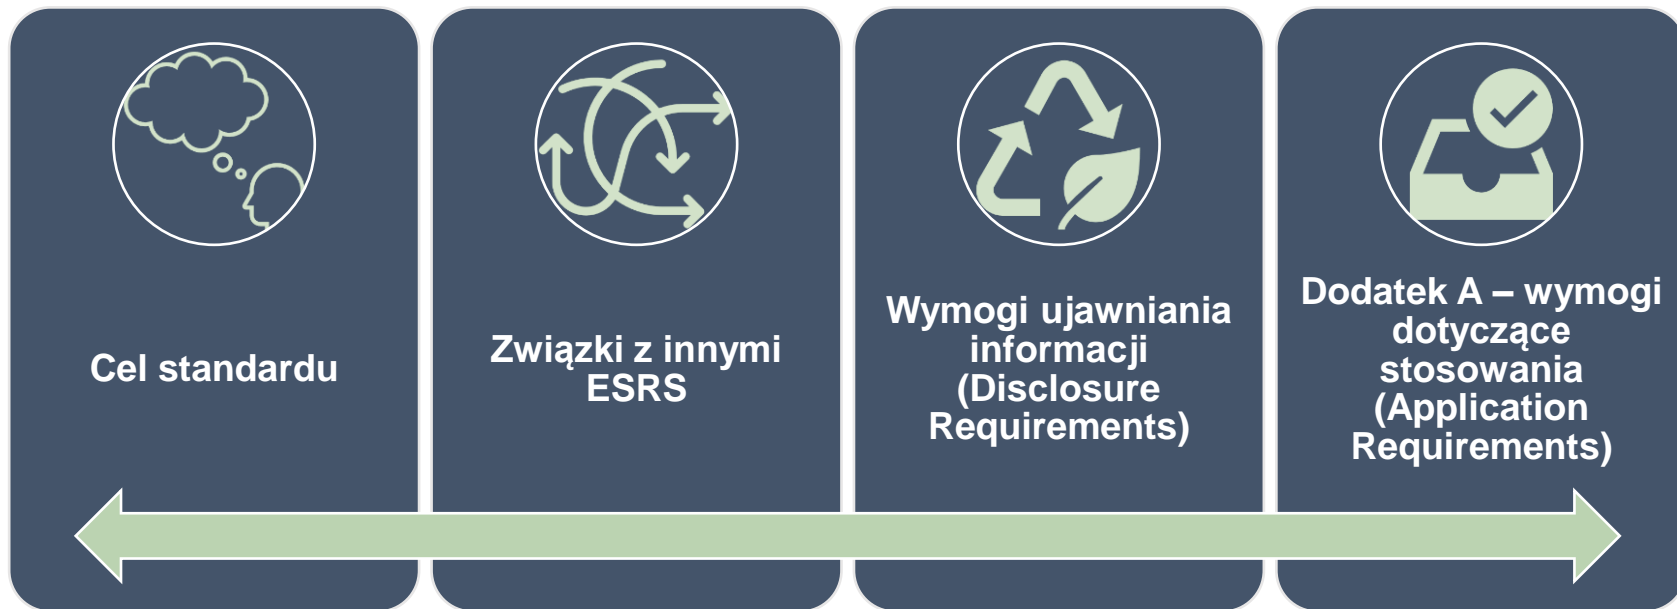 Cel standardu
Związki z innymi
ESRS
Wymogi ujawniania
informacji
(Disclosure
Requirements)
Dodatek A – wymogi
dotyczące
stosowania
(Application
Requirements)